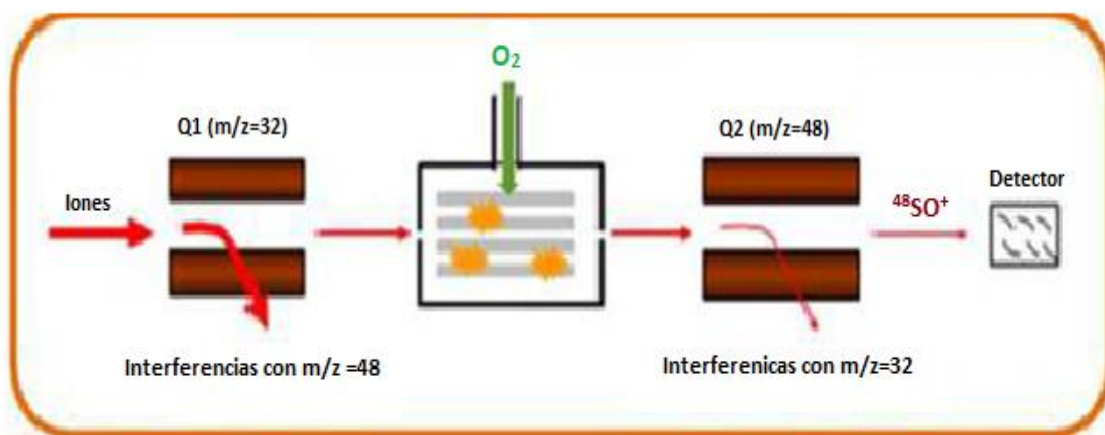 O₂
Q1 (m/z=32)
Q2 (m/z=48)
Detector
Iones
⁴⁸SO⁺
Interferencias con m/z =48
Interferenicas con m/z=32